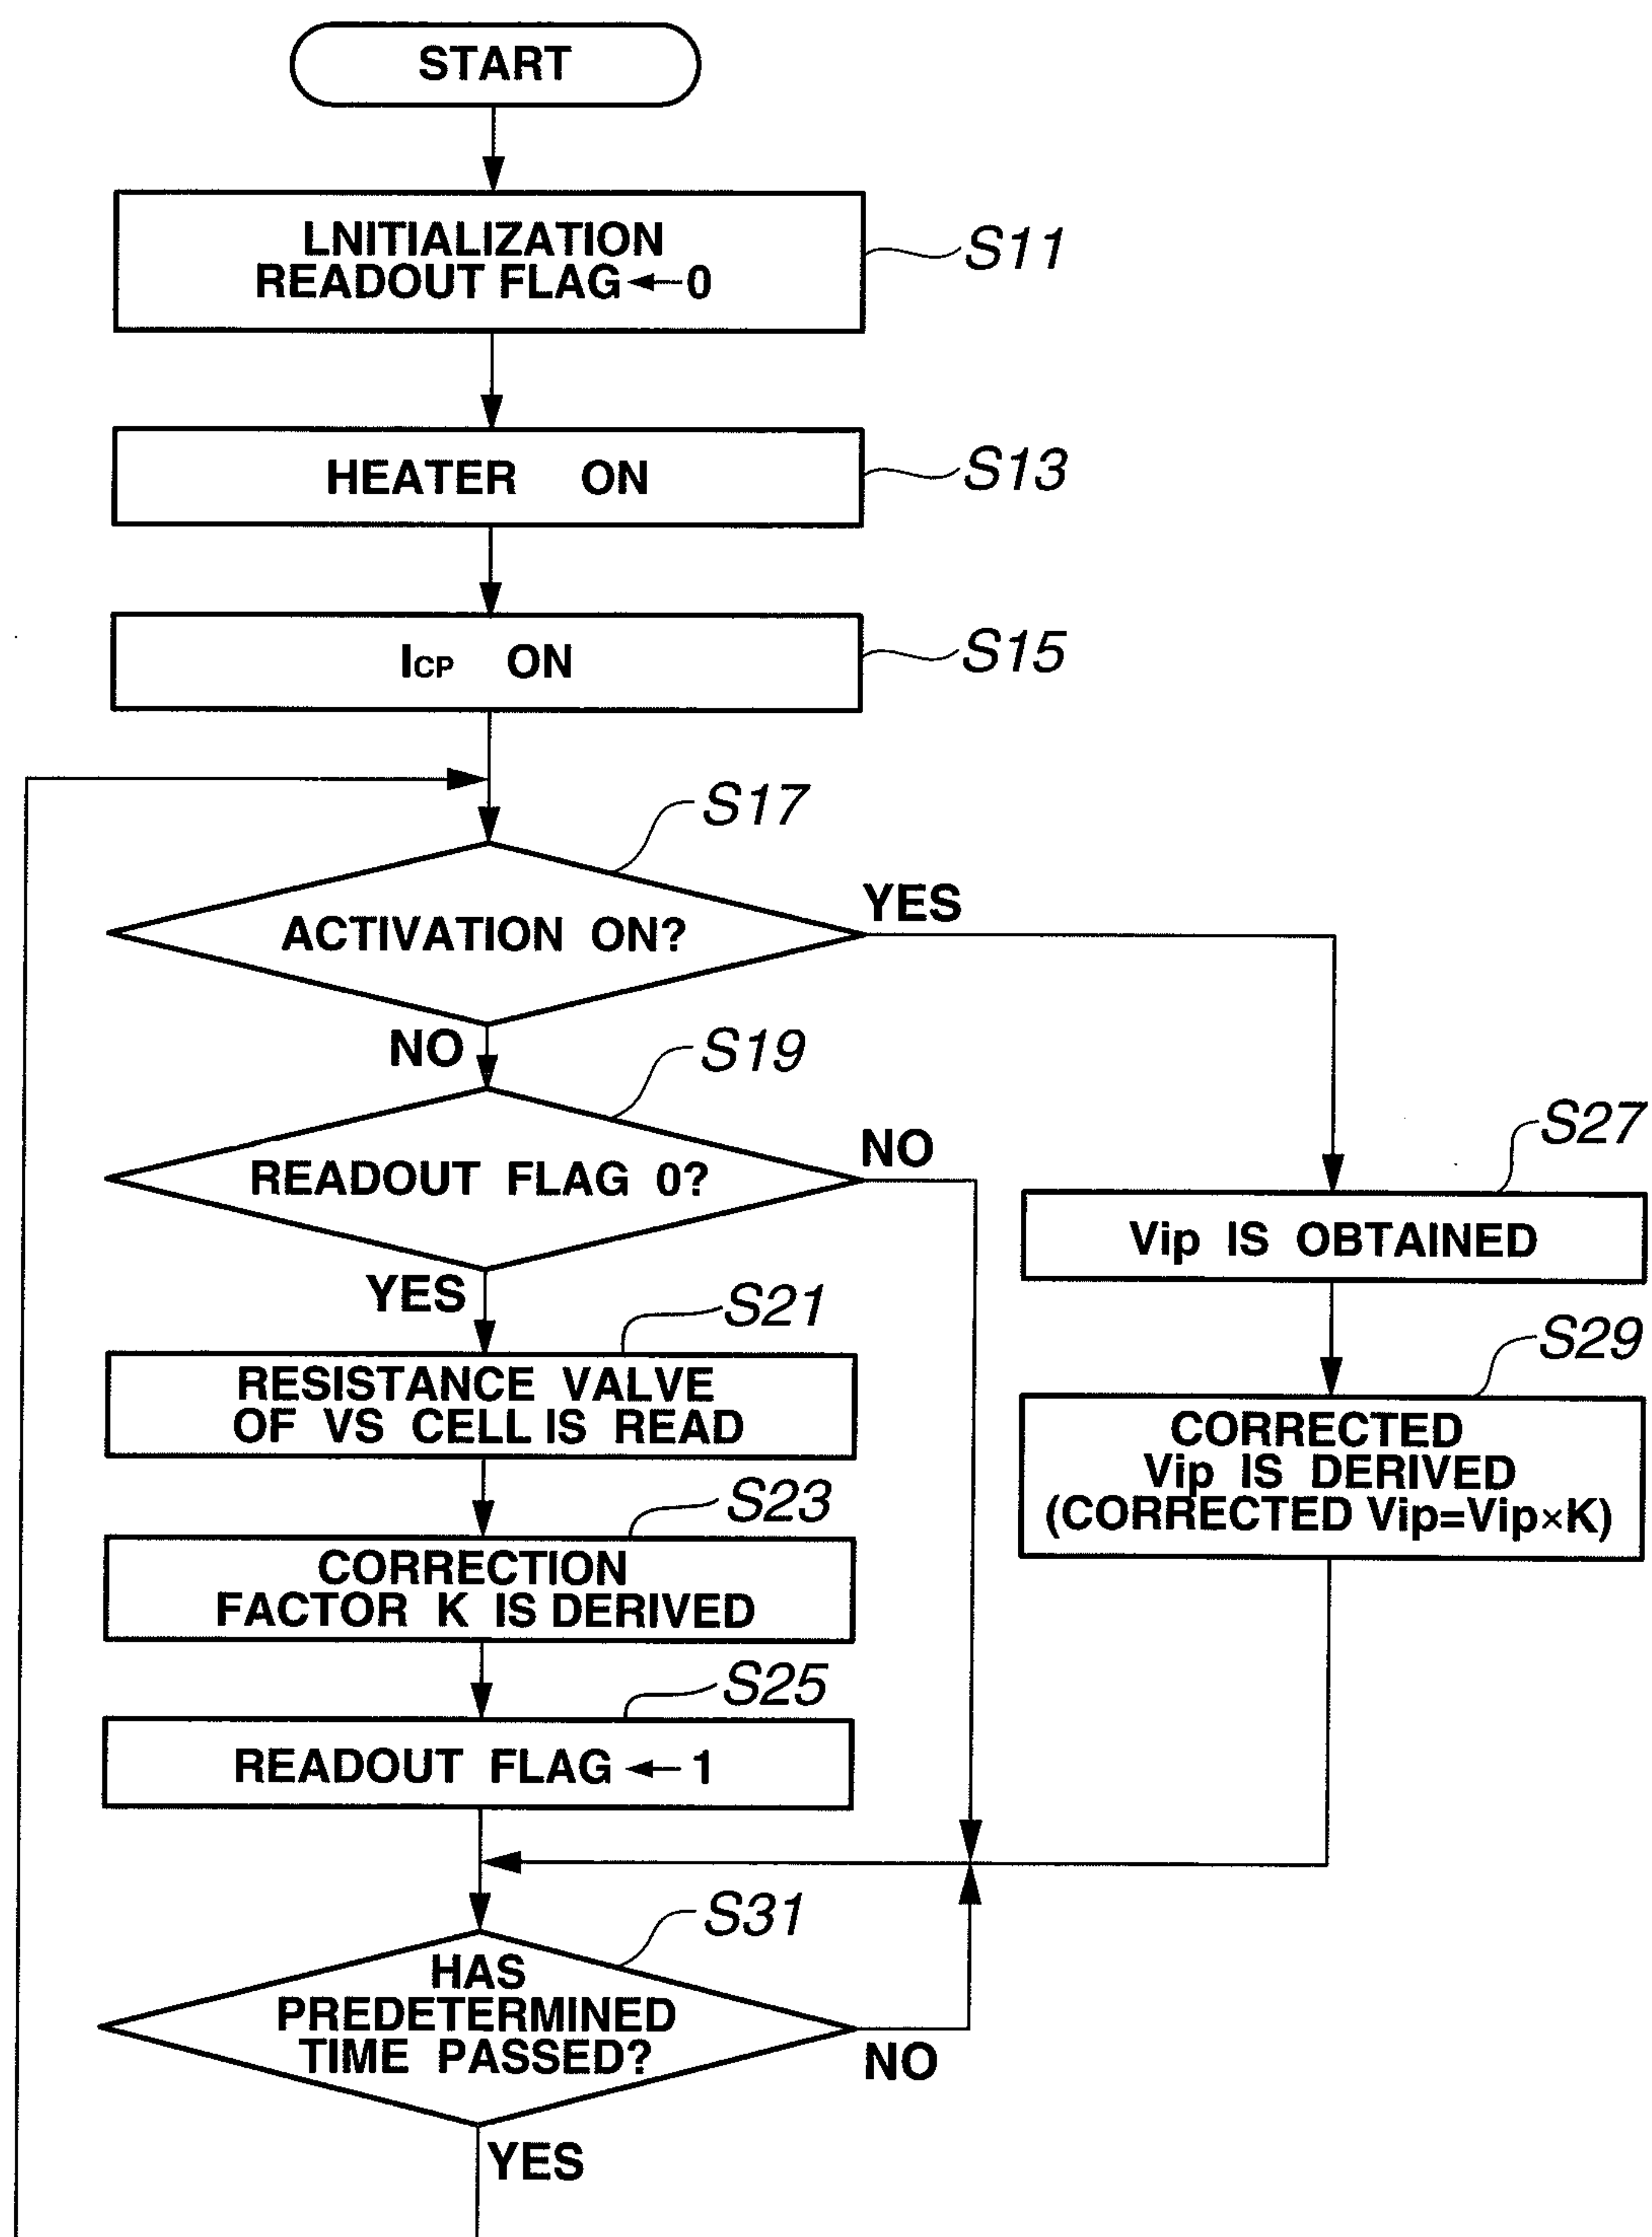 START
LNITIALIZATION
READOUT FLAG←0
S11
HEATER ON
S13
ICP ON
S15
S17
ACTIVATION ON?
YES
NO
S19
READOUT FLAG 0?
NO
YES
S27
Vip IS OBTAINED
S21
RESISTANCE VALVE
OF VS CELL IS READ
S29
CORRECTED
Vip IS DERIVED
(CORRECTED Vip=Vip×K)
S23
CORRECTION
FACTOR K IS DERIVED
S25
READOUT FLAG←1
S31
HAS
PREDETERMINED
TIME PASSED?
NO
YES